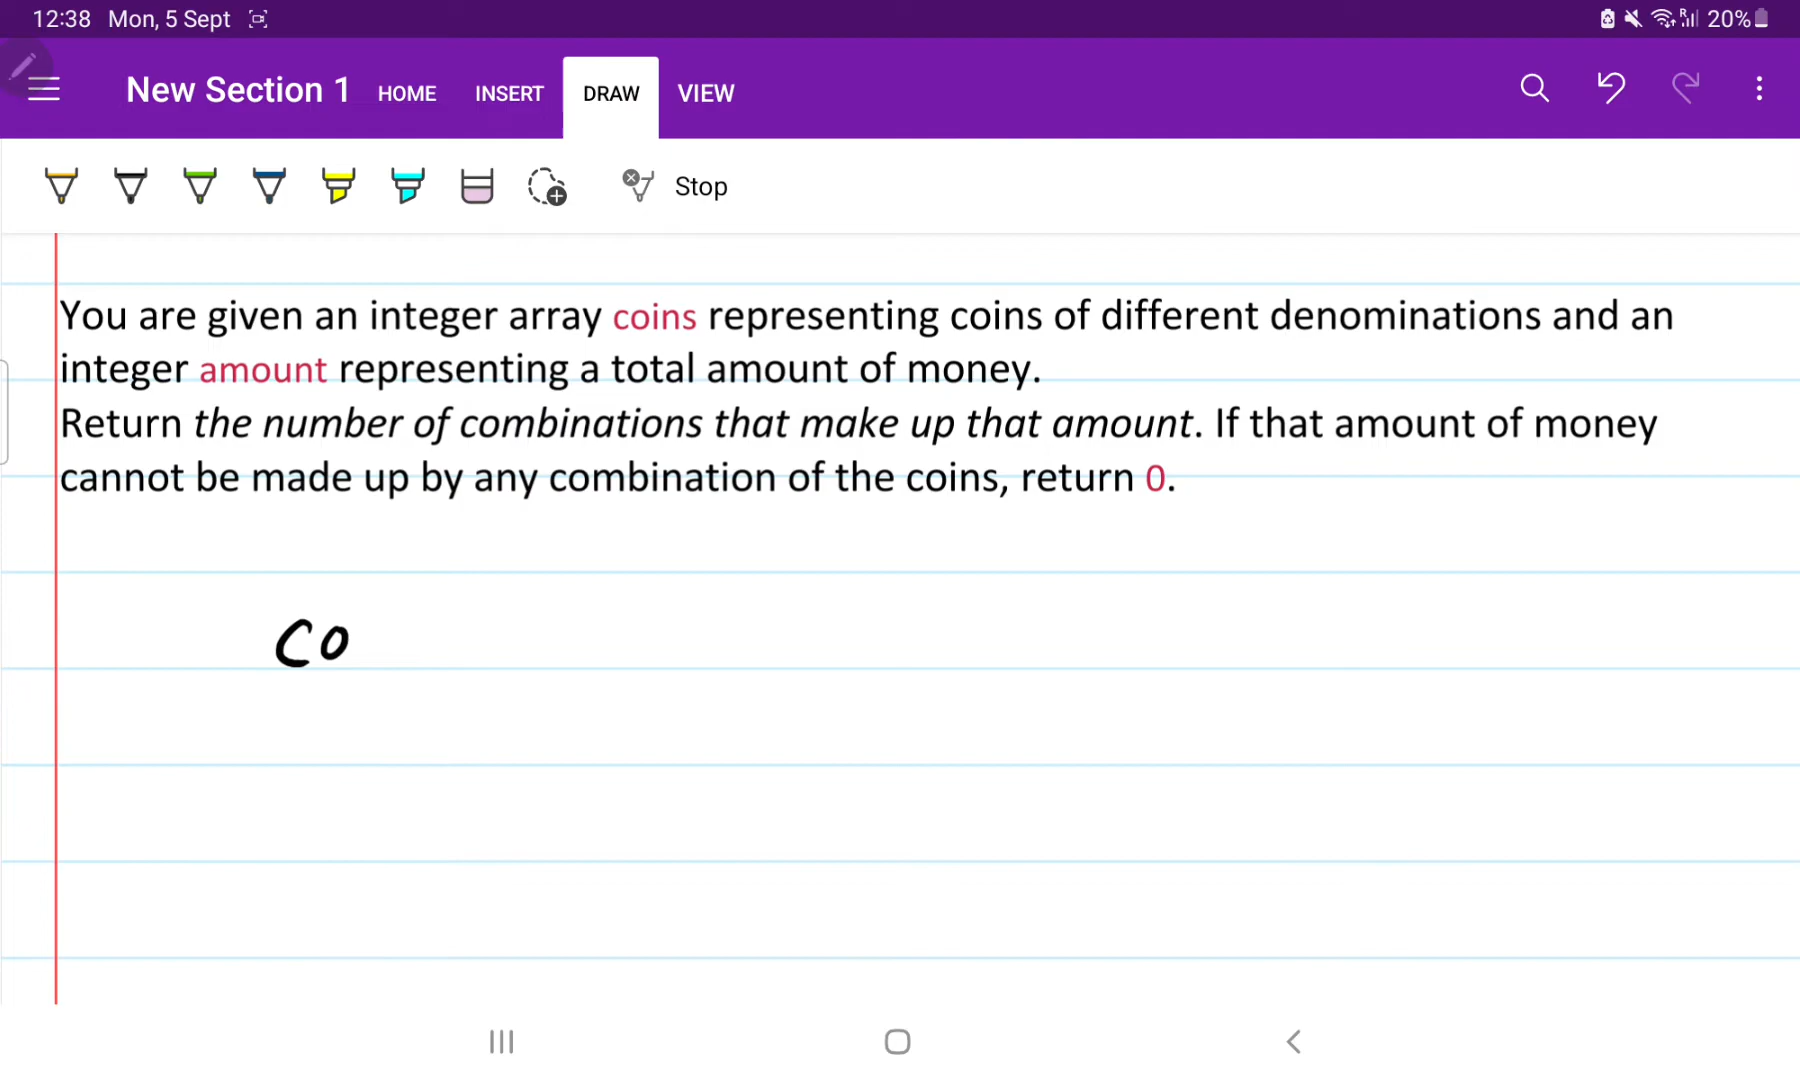 12:38 Mon, 5 Sept R 20%
New Section 1 HOME INSERT DRAW VIEW
Stop
You are given an integer array coins representing coins of different denominations and an
integer amount representing a total amount of money.
Return the number of combinations that make up that amount. If that amount of money
cannot be made up by any combination of the coins, return 0.
Co